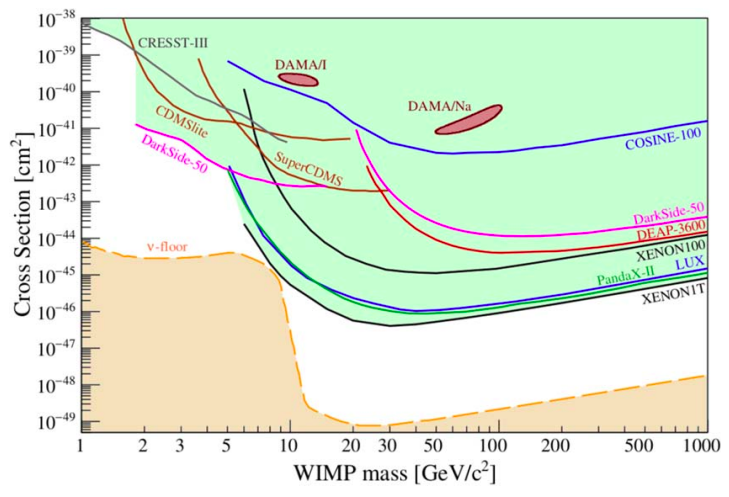 10⁻³⁸
10⁻³⁹
10⁻⁴⁰
10⁻⁴¹
10⁻⁴²
10⁻⁴³
10⁻⁴⁴
10⁻⁴⁵
10⁻⁴⁶
10⁻⁴⁷
10⁻⁴⁸
10⁻⁴⁹
Cross Section [cm²]
CRESST-III
DAMA/I
DAMA/Na
CDMSlite
COSINE-100
DarkSide-50
SuperCDMS
DarkSide-50
DEAP-3600
XENON100
ν-floor
LUX
PandaX-II
XENON1T
1 2 3 5 10 20 30 50 100 200 500 1000
WIMP mass [GeV/c²]